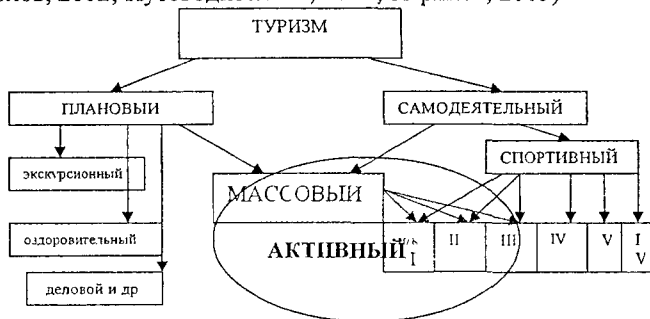 ТУРИЗМ
ПЛАНОВЫЙ
САМОДЕЯТЕЛЬНЫЙ
экскурсионный
СПОРТИВНЫЙ
МАССОВЫЙ
оздоровительный
АКТИВНЫЙ
I
II
III
IV
V
I
V
деловой и др